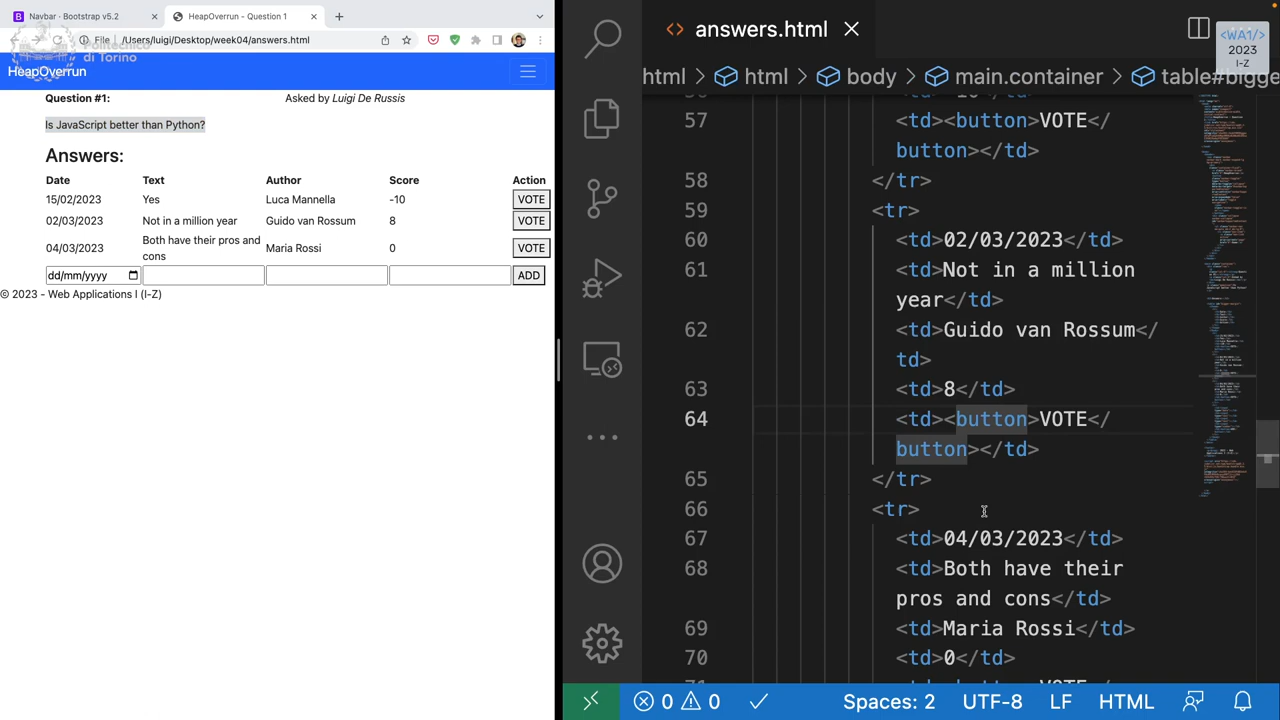 Navbar · Bootstrap v5.2
HeapOverrun - Question 1
File
/Users/luigi/Desktop/week04/answers.html
Politecnico
di Torino
HeapOverrun
Question #1:
Asked by Luigi De Russis
Is JavaScript better than Python?
Answers:
Date Text Author Score Action
15/02/2023 Yes Luca Mannella -10 VOTE
02/03/2023 Not in a million year Guido van Rossum 8 VOTE
04/03/2023 Both have their pros and cons Maria Rossi 0 VOTE
dd/mm/yyyy ADD
© 2023 - Web Applications I (I-Z)
answers.html
<WA1/>
2023
I-Z
html > html > body >
57 <td><button>VOTE</
button></td>
58 </tr>
59 <tr>
60 /03/2023</td>
61 <td>Not in a million
year</td>
62 <td>Guido van Rossum</
td>
63 <td>8</td>
64 <td><button>VOTE</
button></td>
65 </tr>
66 <tr>
67 <td>04/03/2023</td>
68 <td>Both have their
pros and cons</td>
69 <td>Maria Rossi</td>
70 <td>0</td>
0 0 Spaces: 2 UTF-8 LF HTML